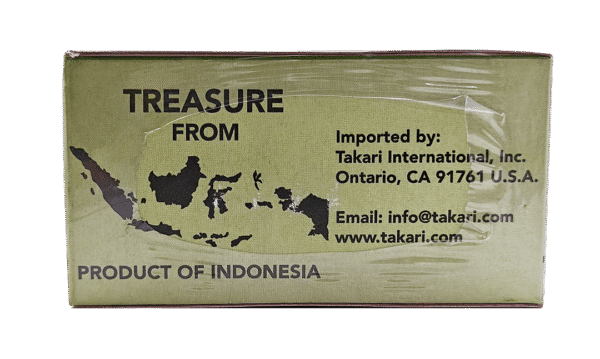 TREASURE
FROM
PRODUCT OF INDONESIA
Imported by:
Takari International, Inc.
Ontario, CA 91761 U.S.A.
Email: info@takari.com
www.takari.com